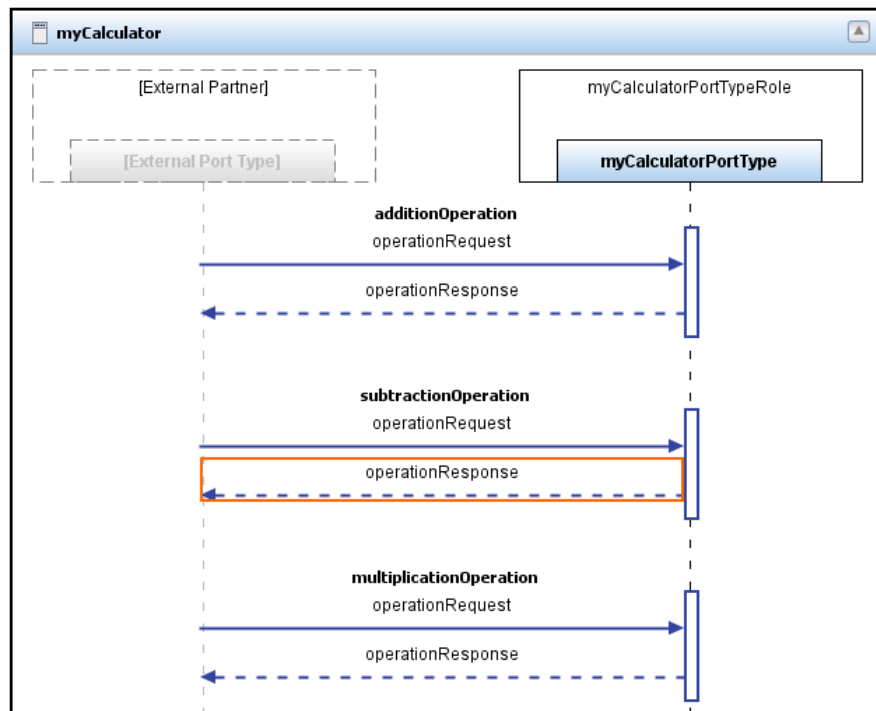 myCalculator
[External Partner]
myCalculatorPortTypeRole
[External Port Type]
myCalculatorPortType
additionOperation
operationRequest
operationResponse
subtractionOperation
operationRequest
operationResponse
multiplicationOperation
operationRequest
operationResponse